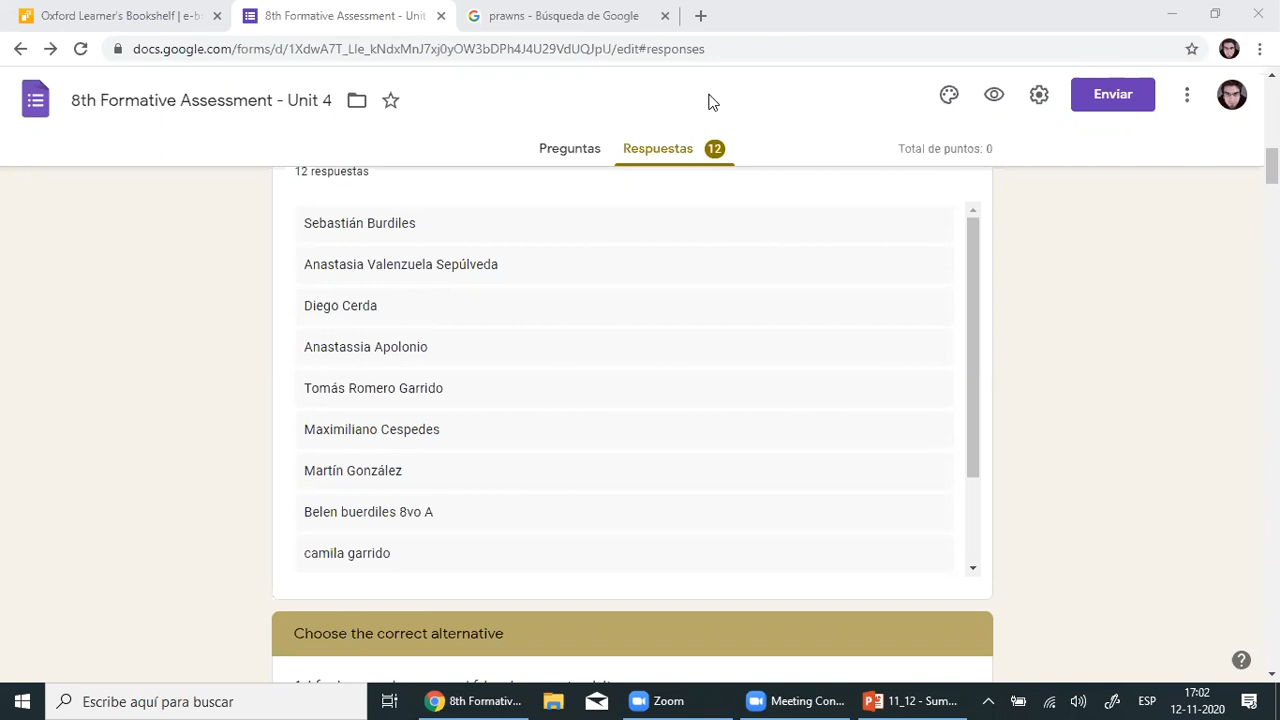 Oxford Learner's Bookshelf | e-b
8th Formative Assessment - Unit
prawns - Búsqueda de Google
docs.google.com/forms/d/1XdwA7T_Lle_kNdxMnJ7xj0yOW3bDPh4J4U29VdUQJpU/edit#responses
8th Formative Assessment - Unit 4
Enviar
Preguntas
Respuestas 12
Total de puntos: 0
12 respuestas
Sebastián Burdiles
Anastasia Valenzuela Sepúlveda
Diego Cerda
Anastassia Apolonio
Tomás Romero Garrido
Maximiliano Cespedes
Martín González
Belen buerdiles 8vo A
camila garrido
Choose the correct alternative
Escribe aquí para buscar
8th Formativ...
Zoom
Meeting Con...
11_12 - Sum...
ESP
17:02
12-11-2020